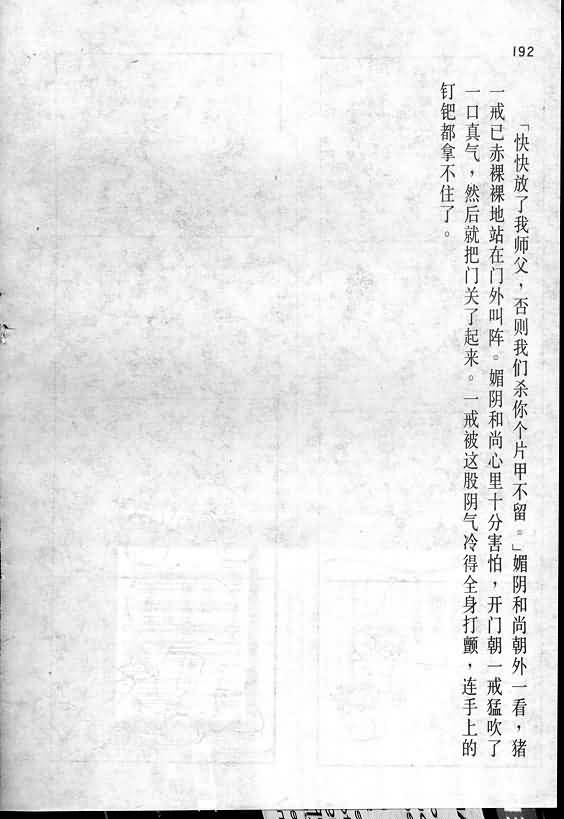 192
「快快放了我师父，否则我们杀你个片甲不留。」媚阴和尚朝外一看，猪
一戒已赤裸裸地站在门外叫阵。媚阴和尚心里十分害怕，开门朝一戒猛吹了
一口真气，然后就把门关了起来。一戒被这股阴气冷得全身打颤，连手上的
钉钯都拿不住了。